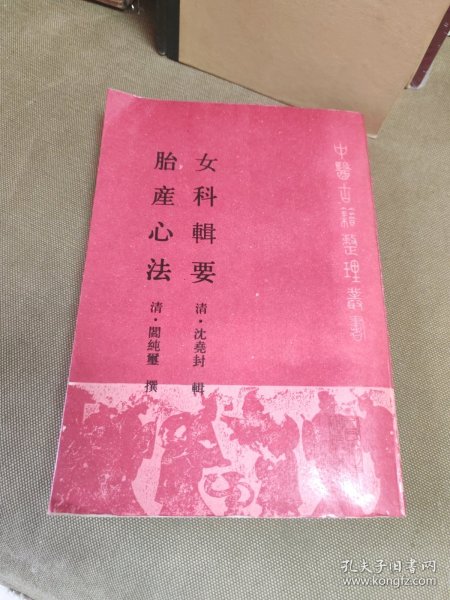 中醫古籍整理叢書
女科輯要 清·沈堯封 輯
胎産心法 清·閻純璽 撰
孔夫子旧书网
www.kongfz.com